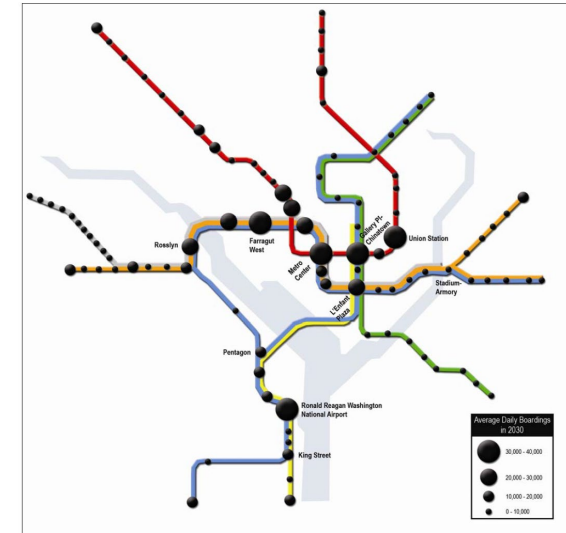 Rosslyn
Farragut
West
Metro
Center
Gallery Pl-
Chinatown
Union Station
L'Enfant
Plaza
Stadium-
Armory
Pentagon
Ronald Reagan Washington
National Airport
King Street
Average Daily Boardings
in 2030
30,000 - 40,000
20,000 - 30,000
10,000 - 20,000
0 - 10,000